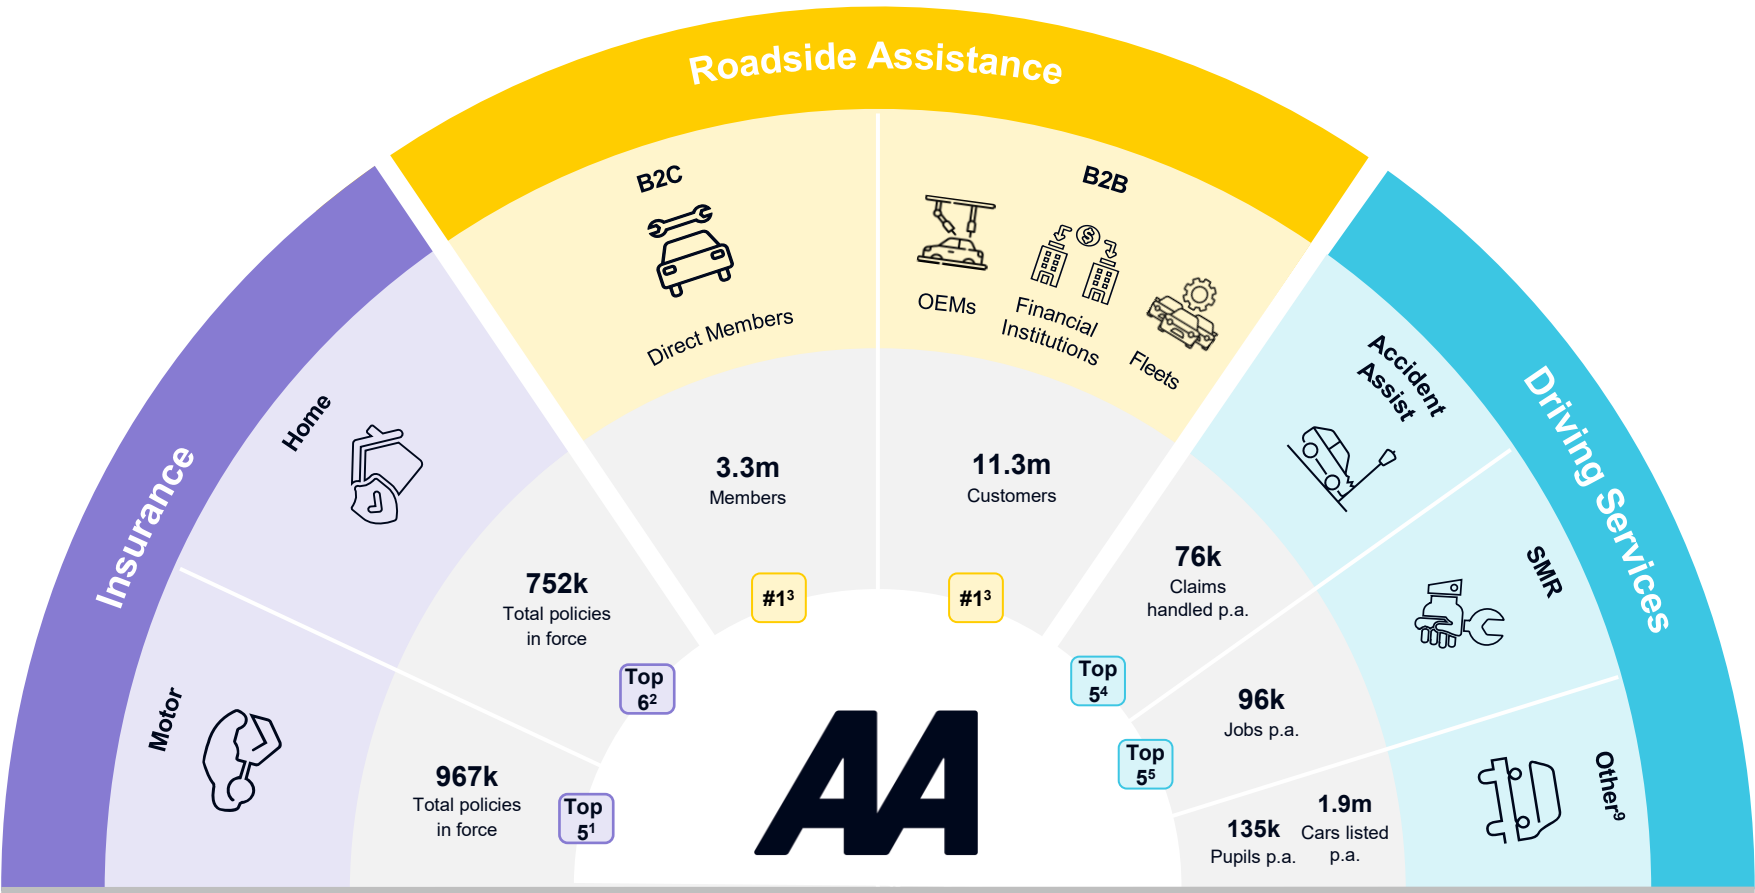 Roadside Assistance
Insurance
Driving Services
B2C
Direct Members
B2B
OEMs
Financial
Institutions
Fleets
Home
Motor
Accident
Assist
SMR
Other⁹
3.3m
Members
11.3m
Customers
#1³
#1³
752k
Total policies
in force
Top
6²
967k
Total policies
in force
Top
5¹
76k
Claims
handled p.a.
Top
5⁴
96k
Jobs p.a.
Top
5⁵
135k
Pupils p.a.
1.9m
Cars listed
p.a.
AA